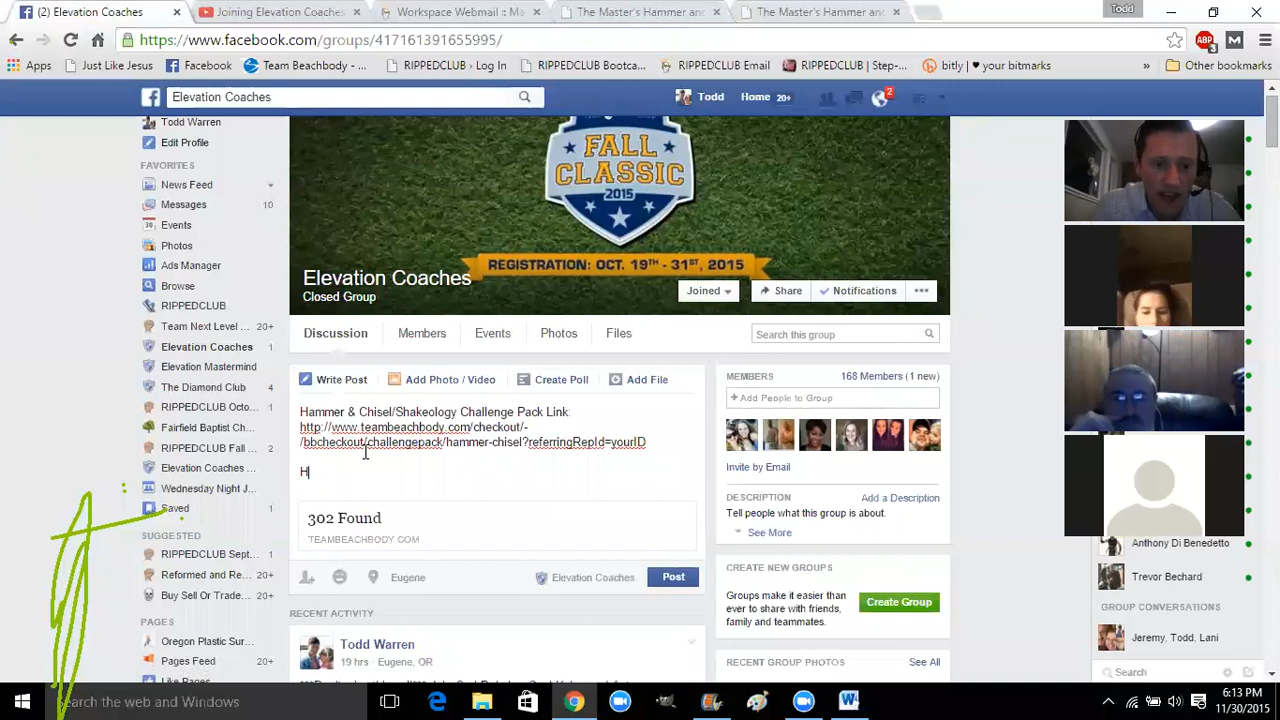 Elevation Coaches
Joining Elevation Coaches
Workspace Webmail :: Ma
The Master's Hammer and
The Master's Hammer and
Todd
https://www.facebook.com/groups/417161391655995/
ABP
3
M
Apps
Just Like Jesus
Facebook
Team Beachbody
RIPPEDCLUB › Log In
RIPPEDCLUB Bootca...
RIPPEDCLUB Email
RIPPEDCLUB | Step-...
bitly | ♥ your bitmarks
»
Other bookmarks
Elevation Coaches
Todd
Home 20+
2
Todd Warren
Edit Profile
FAVORITES
News Feed
Messages 10
Events
Photos
Ads Manager
Browse
RIPPEDCLUB
Team Next Level ... 20+
Elevation Coaches 1
Elevation Mastermind
The Diamond Club 4
RIPPEDCLUB Octo...
Fairfield Baptist Ch...
RIPPEDCLUB Fall ...
Elevation Coaches ...
Wednesday Night J...
Saved 1
SUGGESTED
RIPPEDCLUB Sept...
Reformed and Re... 20+
Buy Sell Or Trade...
PAGES
Oregon Plastic Sur...
Pages Feed 20+
Like Pages
FALL
CLASSIC
2015
REGISTRATION: OCT. 19TH - 31ST, 2015
Elevation Coaches
Closed Group
Joined
Share
Notifications
•••
Discussion
Members
Events
Photos
Files
Search this group
Write Post
Add Photo / Video
Create Poll
Add File
Hammer & Chisel/Shakeology Challenge Pack Link:
http://www.teambeachbody.com/checkout/-
/bbcheckout/challengepack/hammer-chisel?referringRepId=yourID
H
302 Found
TEAMBEACHBODY.COM
Eugene
Elevation Coaches
Post
RECENT ACTIVITY
Todd Warren
19 hrs · Eugene, OR
MEMBERS
168 Members (1 new)
+ Add People to Group
Invite by Email
DESCRIPTION
Add a Description
Tell people what this group is about.
See More
CREATE NEW GROUPS
Groups make it easier than
ever to share with friends,
family and teammates.
Create Group
RECENT GROUP PHOTOS
See All
Anthony Di Benedetto
Trevor Bechard
GROUP CONVERSATIONS
Jeremy, Todd, Lani
Search
Search the web and Windows
6:13 PM
11/30/2015